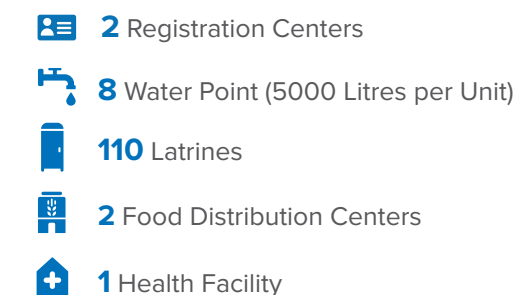 2 Registration Centers
8 Water Point (5000 Litres per Unit)
110 Latrines
2 Food Distribution Centers
1 Health Facility